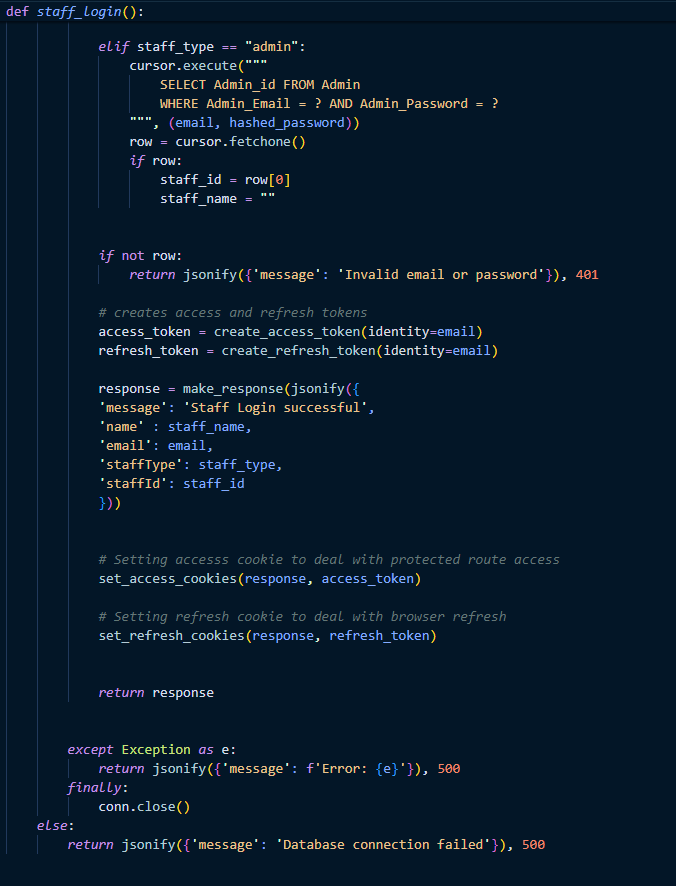 def staff_login():
elif staff_type == "admin":
cursor.execute("""
SELECT Admin_id FROM Admin
WHERE Admin_Email = ? AND Admin_Password = ?
""", (email, hashed_password))
row = cursor.fetchone()
if row:
staff_id = row[0]
staff_name = ""
if not row:
return jsonify({'message': 'Invalid email or password'}), 401
# creates access and refresh tokens
access_token = create_access_token(identity=email)
refresh_token = create_refresh_token(identity=email)
response = make_response(jsonify({
'message': 'Staff Login successful',
'name' : staff_name,
'email': email,
'staffType': staff_type,
'staffId': staff_id
}))
# Setting accesss cookie to deal with protected route access
set_access_cookies(response, access_token)
# Setting refresh cookie to deal with browser refresh
set_refresh_cookies(response, refresh_token)
return response
except Exception as e:
return jsonify({'message': f'Error: {e}'}), 500
finally:
conn.close()
else:
return jsonify({'message': 'Database connection failed'}), 500